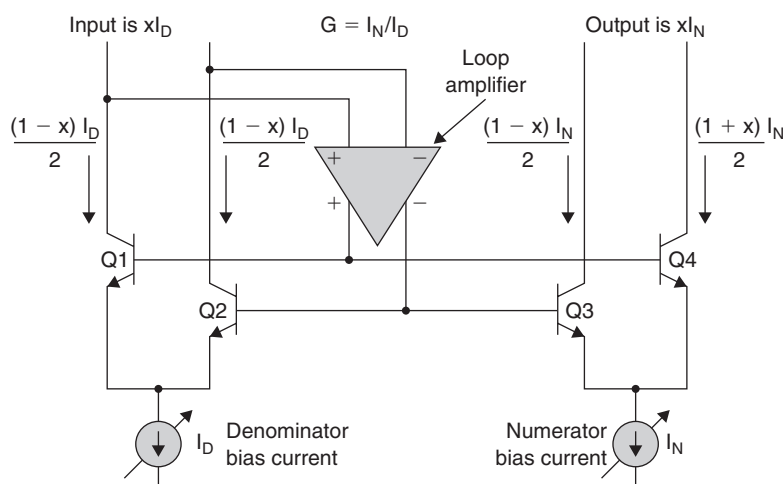 Input is xI_D
G = I_N/I_D
Output is xI_N
Loop
amplifier
(1 – x) I_D
2
(1 – x) I_D
2
(1 – x) I_N
2
(1 + x) I_N
2
+ –
+ –
Q1
Q2
Q3
Q4
I_D
Denominator
bias current
Numerator
bias current
I_N